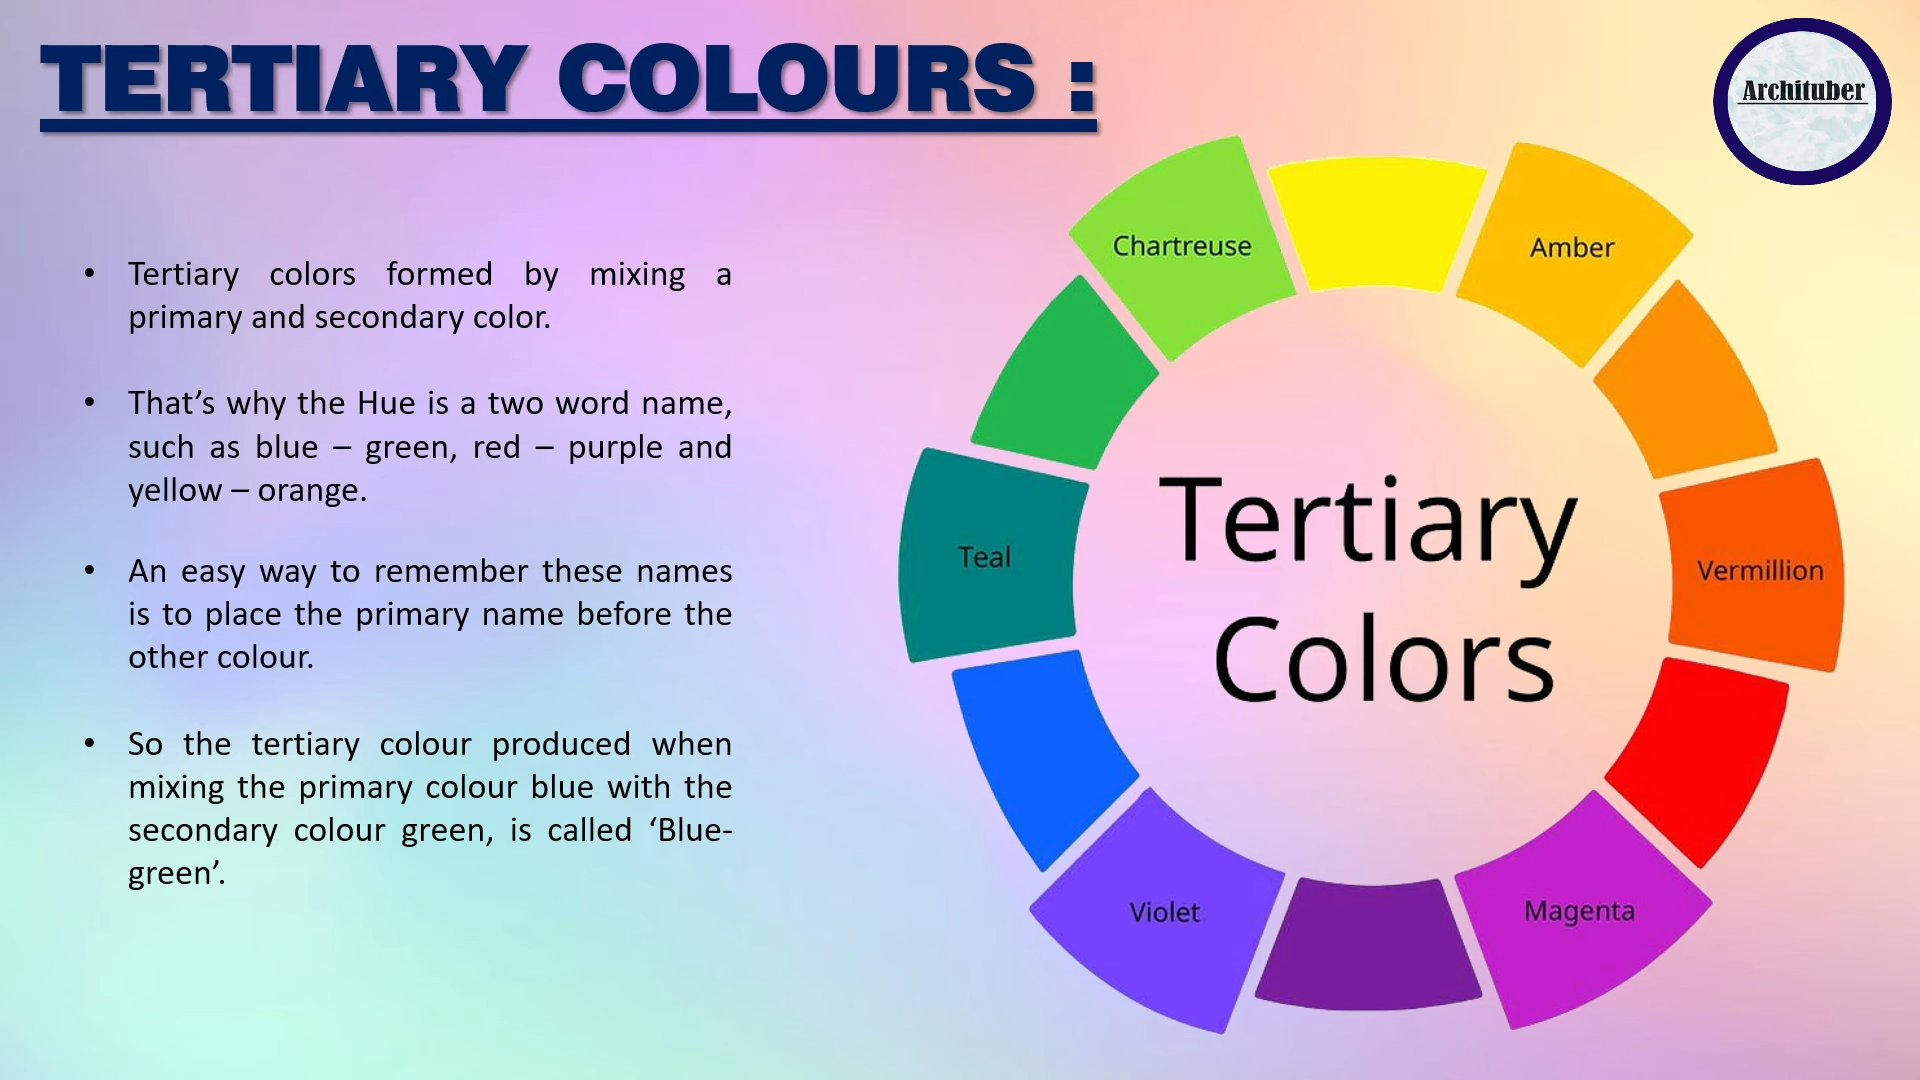 TERTIARY COLOURS :
Archituber
• Tertiary colors formed by mixing a
primary and secondary color.
• That’s why the Hue is a two word name,
such as blue – green, red – purple and
yellow – orange.
• An easy way to remember these names
is to place the primary name before the
other colour.
• So the tertiary colour produced when
mixing the primary colour blue with the
secondary colour green, is called ‘Blue-
green’.
Chartreuse
Amber
Teal
Vermillion
Violet
Magenta
Tertiary
Colors